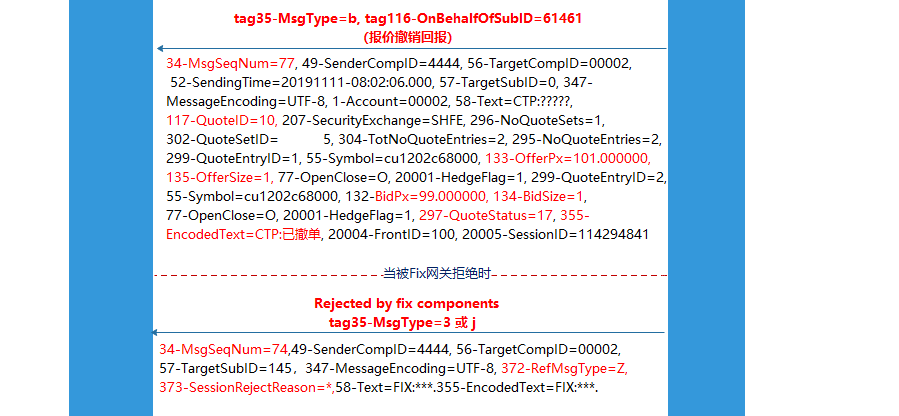 tag35-MsgType=b, tag116-OnBehalfOfSubID=61461
(报价撤销回报)
34-MsgSeqNum=77, 49-SenderCompID=4444, 56-TargetCompID=00002,
52-SendingTime=20191111-08:02:06.000, 57-TargetSubID=0, 347-
MessageEncoding=UTF-8, 1-Account=00002, 58-Text=CTP:?????,
117-QuoteID=10, 207-SecurityExchange=SHFE, 296-NoQuoteSets=1,
302-QuoteSetID= 5, 304-TotNoQuoteEntries=2, 295-NoQuoteEntries=2,
299-QuoteEntryID=1, 55-Symbol=cu1202c68000, 133-OfferPx=101.000000,
135-OfferSize=1, 77-OpenClose=O, 20001-HedgeFlag=1, 299-QuoteEntryID=2,
55-Symbol=cu1202c68000, 132-BidPx=99.000000, 134-BidSize=1,
77-OpenClose=O, 20001-HedgeFlag=1, 297-QuoteStatus=17, 355-
EncodedText=CTP:已撤单, 20004-FrontID=100, 20005-SessionID=114294841
当被Fix网关拒绝时
Rejected by fix components
tag35-MsgType=3 或 j
34-MsgSeqNum=74,49-SenderCompID=4444, 56-TargetCompID=00002,
57-TargetSubID=145，347-MessageEncoding=UTF-8, 372-RefMsgType=Z,
373-SessionRejectReason=*,58-Text=FIX:***.355-EncodedText=FIX:***.